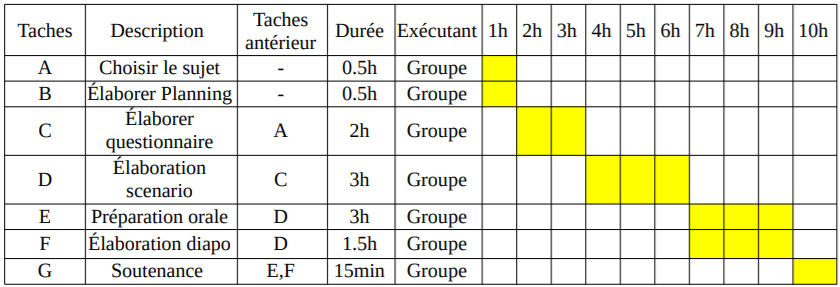 Taches Description Taches antérieur Durée Exécutant 1h 2h 3h 4h 5h 6h 7h 8h 9h 10h
A Choisir le sujet - 0.5h Groupe
B Élaborer Planning - 0.5h Groupe
C Élaborer questionnaire A 2h Groupe
D Élaboration scenario C 3h Groupe
E Préparation orale D 3h Groupe
F Élaboration diapo D 1.5h Groupe
G Soutenance E,F 15min Groupe